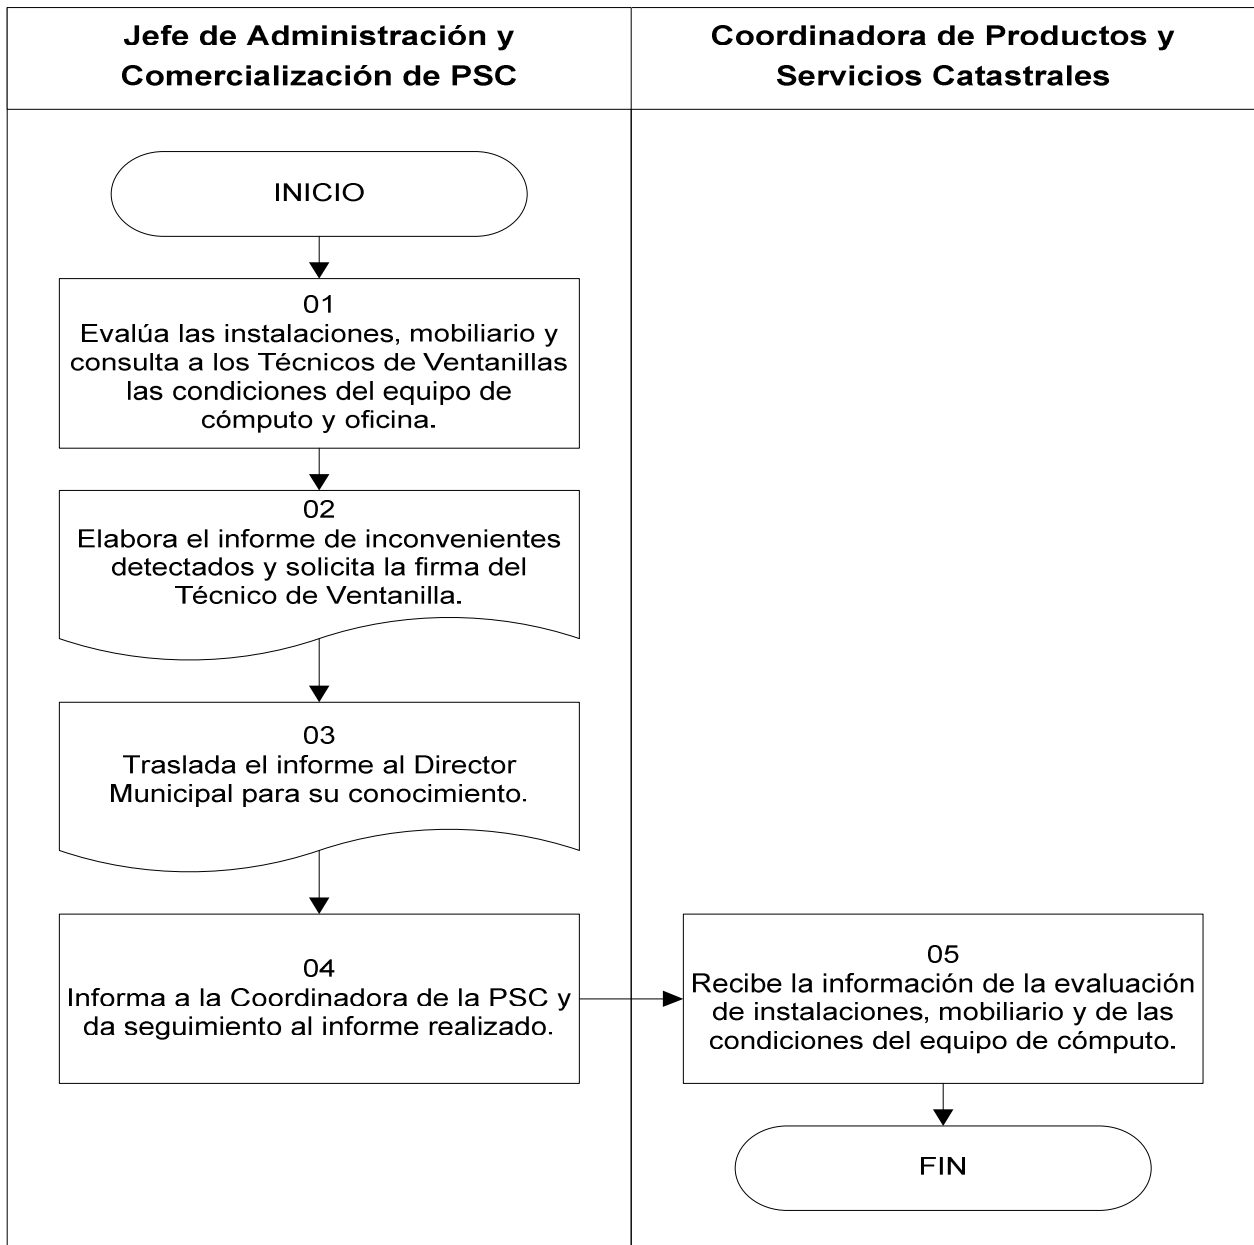 Jefe de Administración y
Comercialización de PSC
Coordinadora de Productos y
Servicios Catastrales
INICIO
01
Evalúa las instalaciones, mobiliario y
consulta a los Técnicos de Ventanillas
las condiciones del equipo de
cómputo y oficina.
02
Elabora el informe de inconvenientes
detectados y solicita la firma del
Técnico de Ventanilla.
03
Traslada el informe al Director
Municipal para su conocimiento.
04
Informa a la Coordinadora de la PSC y
da seguimiento al informe realizado.
05
Recibe la información de la evaluación
de instalaciones, mobiliario y de las
condiciones del equipo de cómputo.
FIN